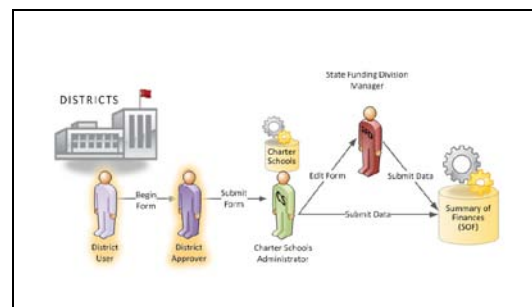 State Funding Division
Manager
DISTRICTS
Charter
Schools
Begin
Form
Submit
Form
Edit Form
Submit Data
CS
Submit Data
Summary of
Finances
(SOF)
District
User
District
Approver
Charter Schools
Administrator